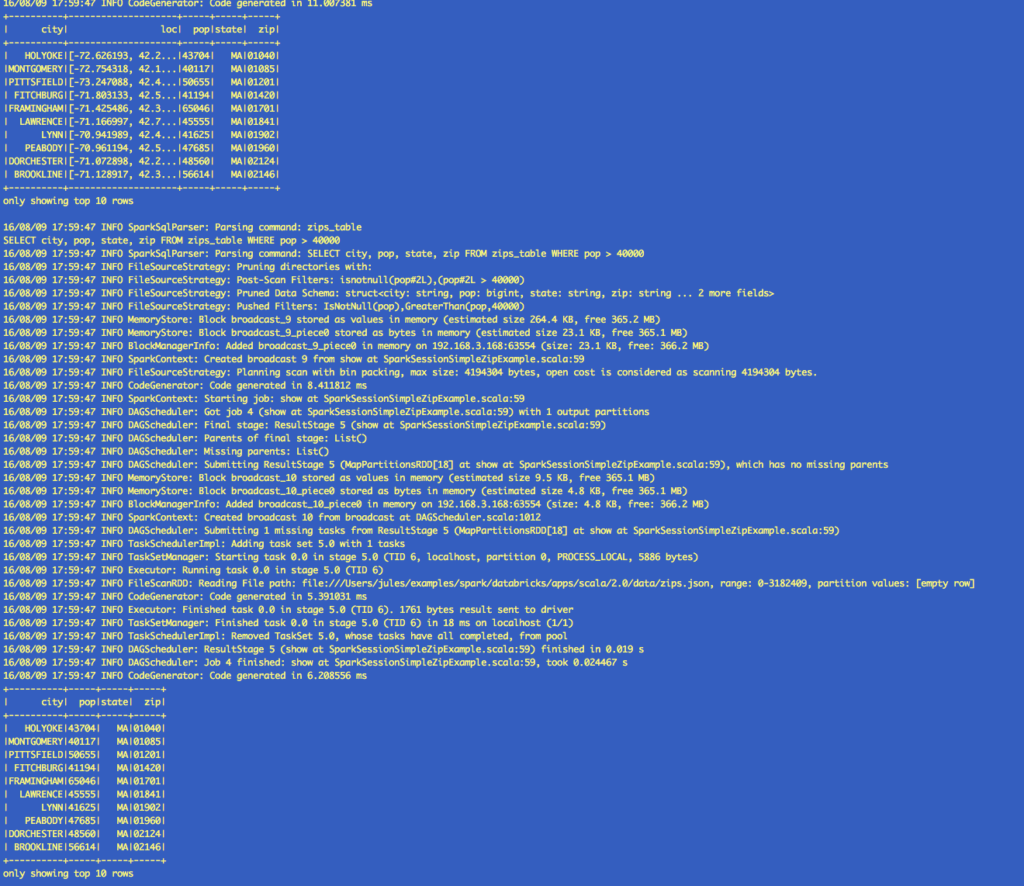 16/08/09 17:59:47 INFO CodeGenerator: Code generated in 11.007381 ms
+----------+--------------------+-----+-----+-----+
|      city|                 loc|  pop|state|  zip|
+----------+--------------------+-----+-----+-----+
|   HOLYOKE|[-72.626193, 42.2...|43704|   MA|01040|
|MONTGOMERY|[-72.754318, 42.1...|40117|   MA|01085|
|PITTSFIELD|[-73.247088, 42.4...|50655|   MA|01201|
| FITCHBURG|[-71.803133, 42.5...|41194|   MA|01420|
|FRAMINGHAM|[-71.425486, 42.3...|65046|   MA|01701|
|  LAWRENCE|[-71.166997, 42.7...|45555|   MA|01841|
|      LYNN|[-70.941989, 42.4...|41625|   MA|01902|
|   PEABODY|[-70.961194, 42.5...|47685|   MA|01960|
|DORCHESTER|[-71.072898, 42.2...|48560|   MA|02124|
| BROOKLINE|[-71.128917, 42.3...|56614|   MA|02146|
+----------+--------------------+-----+-----+-----+
only showing top 10 rows
16/08/09 17:59:47 INFO SparkSqlParser: Parsing command: zips_table
SELECT city, pop, state, zip FROM zips_table WHERE pop > 40000
16/08/09 17:59:47 INFO SparkSqlParser: Parsing command: SELECT city, pop, state, zip FROM zips_table WHERE pop > 40000
16/08/09 17:59:47 INFO FileSourceStrategy: Pruning directories with:
16/08/09 17:59:47 INFO FileSourceStrategy: Post-Scan Filters: isnotnull(pop#2L),(pop#2L > 40000)
16/08/09 17:59:47 INFO FileSourceStrategy: Pruned Data Schema: struct<city: string, pop: bigint, state: string, zip: string ... 2 more fields>
16/08/09 17:59:47 INFO FileSourceStrategy: Pushed Filters: IsNotNull(pop),GreaterThan(pop,40000)
16/08/09 17:59:47 INFO MemoryStore: Block broadcast_9 stored as values in memory (estimated size 264.4 KB, free 365.2 MB)
16/08/09 17:59:47 INFO MemoryStore: Block broadcast_9_piece0 stored as bytes in memory (estimated size 23.1 KB, free 365.1 MB)
16/08/09 17:59:47 INFO BlockManagerInfo: Added broadcast_9_piece0 in memory on 192.168.3.168:63554 (size: 23.1 KB, free: 366.2 MB)
16/08/09 17:59:47 INFO SparkContext: Created broadcast 9 from show at SparkSessionSimpleZipExample.scala:59
16/08/09 17:59:47 INFO FileSourceStrategy: Planning scan with bin packing, max size: 4194304 bytes, open cost is considered as scanning 4194304 bytes.
16/08/09 17:59:47 INFO CodeGenerator: Code generated in 8.411812 ms
16/08/09 17:59:47 INFO SparkContext: Starting job: show at SparkSessionSimpleZipExample.scala:59
16/08/09 17:59:47 INFO DAGScheduler: Got job 4 (show at SparkSessionSimpleZipExample.scala:59) with 1 output partitions
16/08/09 17:59:47 INFO DAGScheduler: Final stage: ResultStage 5 (show at SparkSessionSimpleZipExample.scala:59)
16/08/09 17:59:47 INFO DAGScheduler: Parents of final stage: List()
16/08/09 17:59:47 INFO DAGScheduler: Missing parents: List()
16/08/09 17:59:47 INFO DAGScheduler: Submitting ResultStage 5 (MapPartitionsRDD[18] at show at SparkSessionSimpleZipExample.scala:59), which has no missing parents
16/08/09 17:59:47 INFO MemoryStore: Block broadcast_10 stored as values in memory (estimated size 9.5 KB, free 365.1 MB)
16/08/09 17:59:47 INFO MemoryStore: Block broadcast_10_piece0 stored as bytes in memory (estimated size 4.8 KB, free 365.1 MB)
16/08/09 17:59:47 INFO BlockManagerInfo: Added broadcast_10_piece0 in memory on 192.168.3.168:63554 (size: 4.8 KB, free: 366.2 MB)
16/08/09 17:59:47 INFO SparkContext: Created broadcast 10 from broadcast at DAGScheduler.scala:1012
16/08/09 17:59:47 INFO DAGScheduler: Submitting 1 missing tasks from ResultStage 5 (MapPartitionsRDD[18] at show at SparkSessionSimpleZipExample.scala:59)
16/08/09 17:59:47 INFO TaskSchedulerImpl: Adding task set 5.0 with 1 tasks
16/08/09 17:59:47 INFO TaskSetManager: Starting task 0.0 in stage 5.0 (TID 6, localhost, partition 0, PROCESS_LOCAL, 5886 bytes)
16/08/09 17:59:47 INFO Executor: Running task 0.0 in stage 5.0 (TID 6)
16/08/09 17:59:47 INFO FileScanRDD: Reading File path: file:///Users/jules/examples/spark/databricks/apps/scala/2.0/data/zips.json, range: 0-3182409, partition values: [empty row]
16/08/09 17:59:47 INFO CodeGenerator: Code generated in 5.391031 ms
16/08/09 17:59:47 INFO Executor: Finished task 0.0 in stage 5.0 (TID 6). 1761 bytes result sent to driver
16/08/09 17:59:47 INFO TaskSetManager: Finished task 0.0 in stage 5.0 (TID 6) in 18 ms on localhost (1/1)
16/08/09 17:59:47 INFO TaskSchedulerImpl: Removed TaskSet 5.0, whose tasks have all completed, from pool
16/08/09 17:59:47 INFO DAGScheduler: ResultStage 5 (show at SparkSessionSimpleZipExample.scala:59) finished in 0.019 s
16/08/09 17:59:47 INFO DAGScheduler: Job 4 finished: show at SparkSessionSimpleZipExample.scala:59, took 0.024467 s
16/08/09 17:59:47 INFO CodeGenerator: Code generated in 6.208556 ms
+----------+-----+-----+-----+
|      city|  pop|state|  zip|
+----------+-----+-----+-----+
|   HOLYOKE|43704|   MA|01040|
|MONTGOMERY|40117|   MA|01085|
|PITTSFIELD|50655|   MA|01201|
| FITCHBURG|41194|   MA|01420|
|FRAMINGHAM|65046|   MA|01701|
|  LAWRENCE|45555|   MA|01841|
|      LYNN|41625|   MA|01902|
|   PEABODY|47685|   MA|01960|
|DORCHESTER|48560|   MA|02124|
| BROOKLINE|56614|   MA|02146|
+----------+-----+-----+-----+
only showing top 10 rows